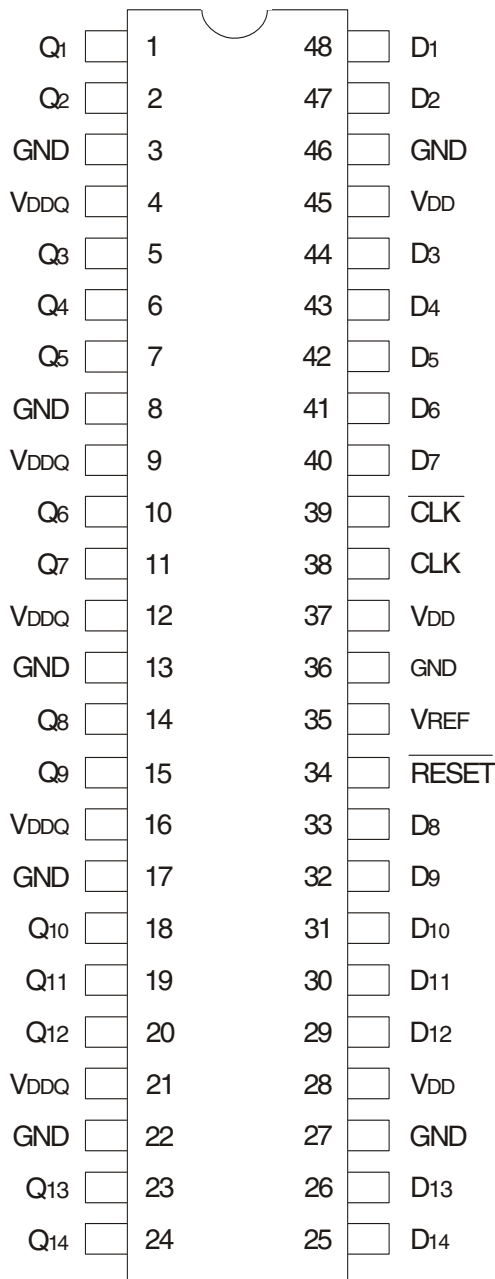 Q1 1 48 D1
Q2 2 47 D2
GND 3 46 GND
VDDQ 4 45 VDD
Q3 5 44 D3
Q4 6 43 D4
Q5 7 42 D5
GND 8 41 D6
VDDQ 9 40 D7
Q6 10 39 CLK
Q7 11 38 CLK
VDDQ 12 37 VDD
GND 13 36 GND
Q8 14 35 VREF
Q9 15 34 RESET
VDDQ 16 33 D8
GND 17 32 D9
Q10 18 31 D10
Q11 19 30 D11
Q12 20 29 D12
VDDQ 21 28 VDD
GND 22 27 GND
Q13 23 26 D13
Q14 24 25 D14